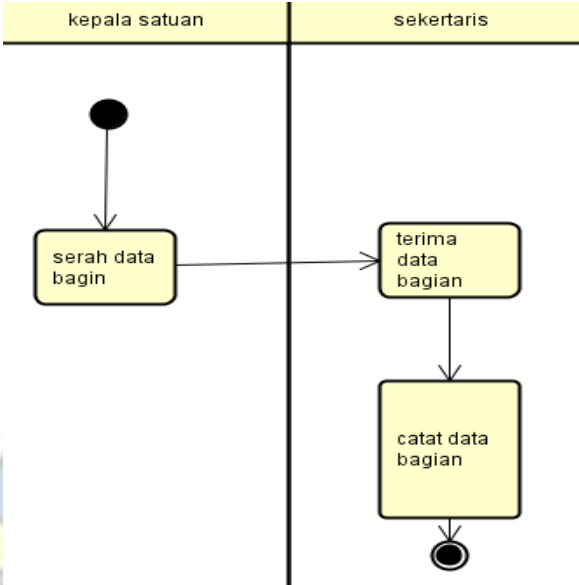 kepala satuan
sekertaris
serah data
bagin
terima
data
bagian
catat data
bagian